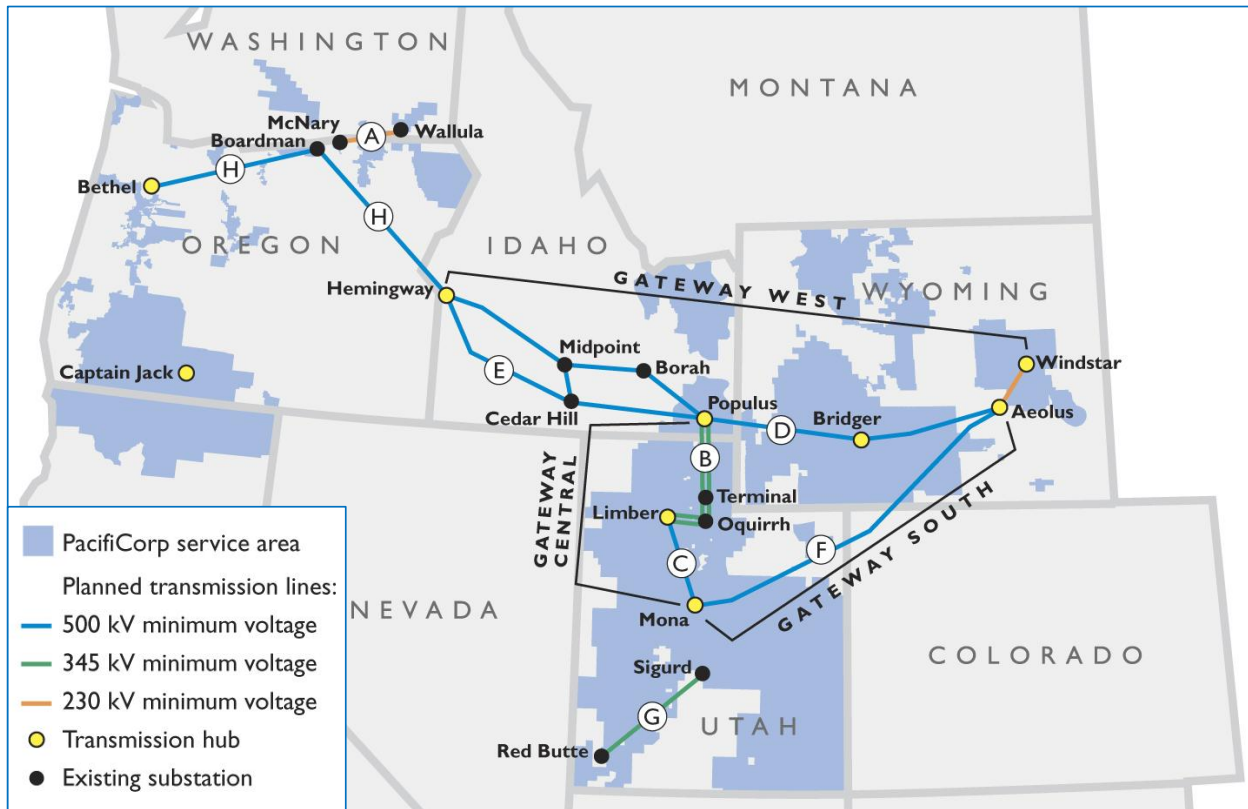 WASHINGTON
MONTANA
McNary
A
Wallula
Boardman
H
Bethel
H
OREGON
IDAHO
GATEWAY WEST
WYOMING
Hemingway
Midpoint
Borah
Windstar
Captain Jack
E
Cedar Hill
Populus
D
Bridger
Aeolus
B
GATEWAY
CENTRAL
Terminal
Limber
Oquirrh
F
C
GATEWAY SOUTH
Mona
NEVADA
COLORADO
Sigurd
G
UTAH
Red Butte
PacifiCorp service area
Planned transmission lines:
500 kV minimum voltage
345 kV minimum voltage
230 kV minimum voltage
Transmission hub
Existing substation